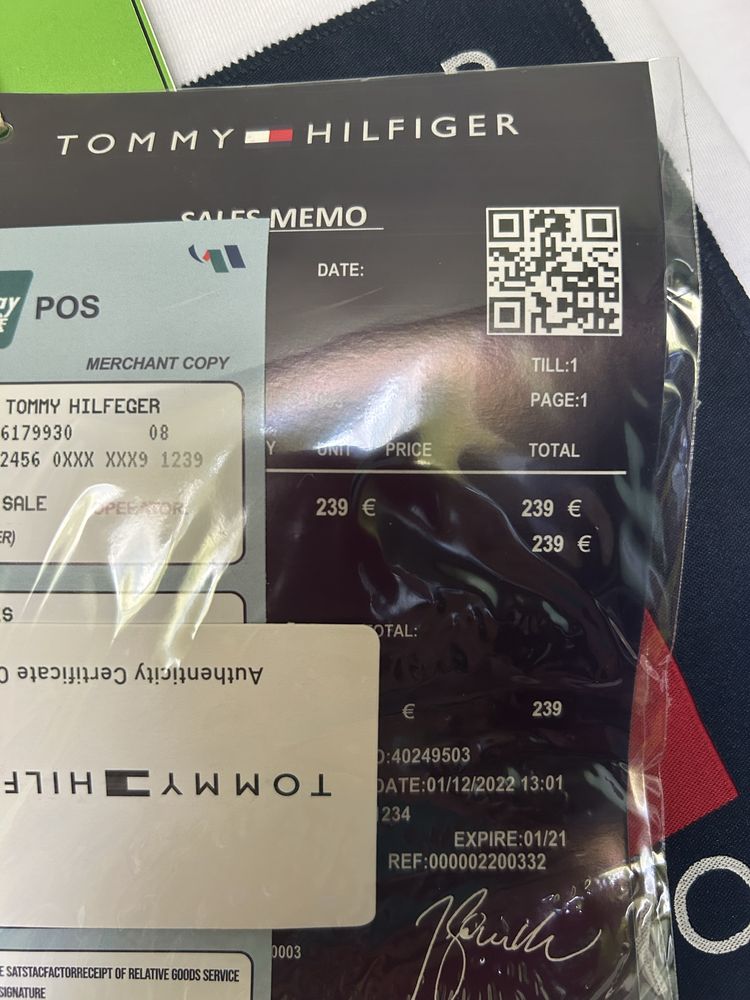 TOMMY HILFIGER
SALES MEMO
DATE:
POS
MERCHANT COPY
TILL:1
PAGE:1
TOMMY HILFEGER
6179930 08
2456 0XXX XXX9 1239
Y UNIT PRICE TOTAL
SALE OPERATOR:
239 € 239 €
ER)
239 €
S
OTAL:
Authenticity Certificate
€ 239
:40249503
TOMMY HILF
DATE:01/12/2022 13:01
1234
EXPIRE:01/21
REF:000002200332
0003
E SATSTACFACTORRECEIPT OF RELATIVE GOODS SERVICE
SIGNATURE